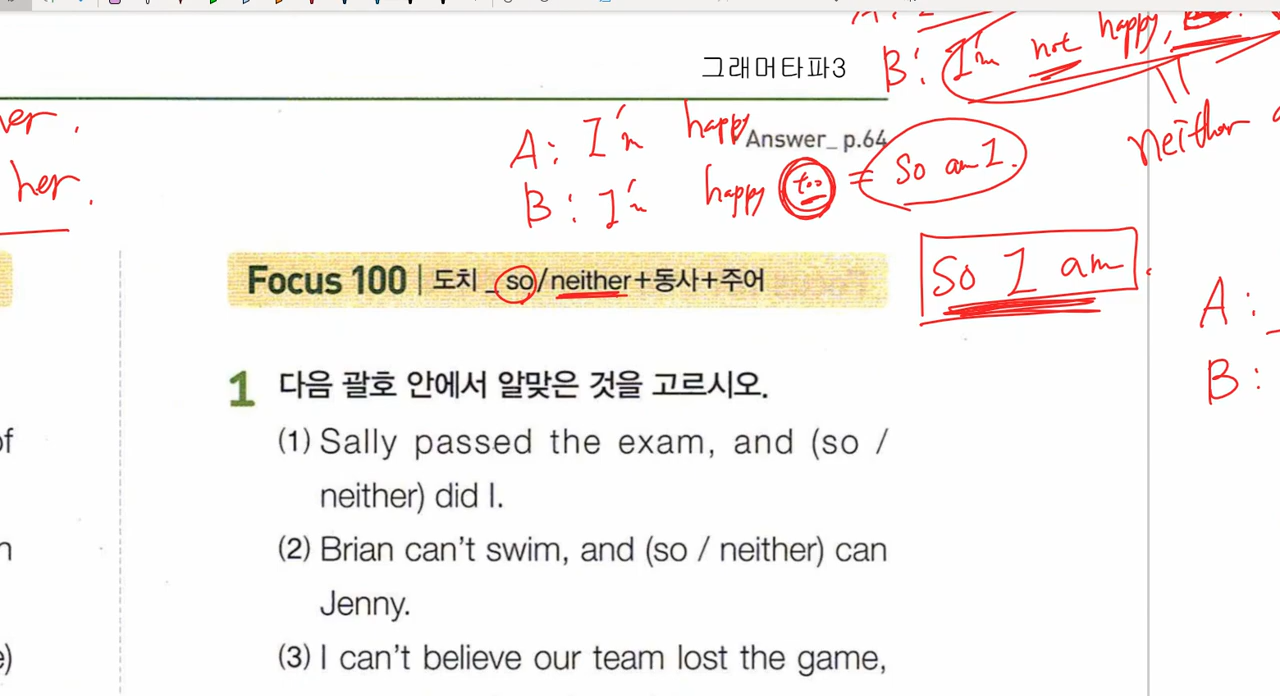 B: I'm not happy,
그래머타파3
neither
A: I'm happy
Answer_ p.64
her.
B: I'm happy too = So am I.
So I am.
Focus 100 | 도치 _ so/neither+동사+주어
A:
B:
1 다음 괄호 안에서 알맞은 것을 고르시오.
(1) Sally passed the exam, and (so /
neither) did I.
(2) Brian can't swim, and (so / neither) can
Jenny.
(3) I can't believe our team lost the game,